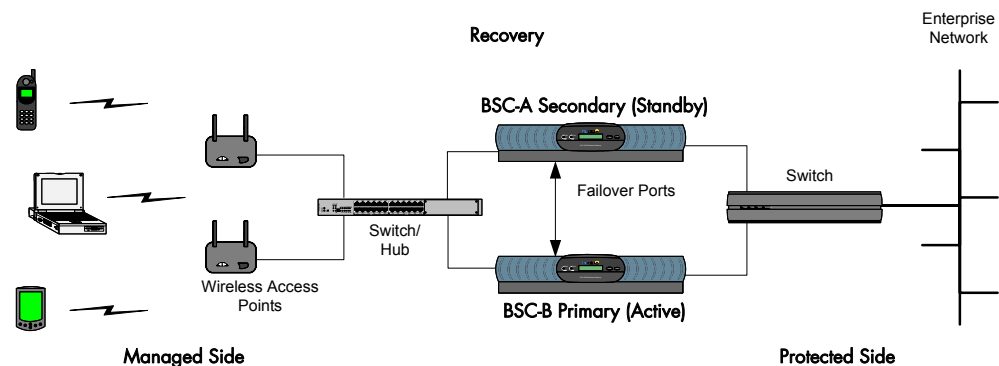 Enterprise
Network
Recovery
BSC-A Secondary (Standby)
Failover Ports
Switch
Switch/
Hub
Wireless Access
Points
BSC-B Primary (Active)
Managed Side
Protected Side